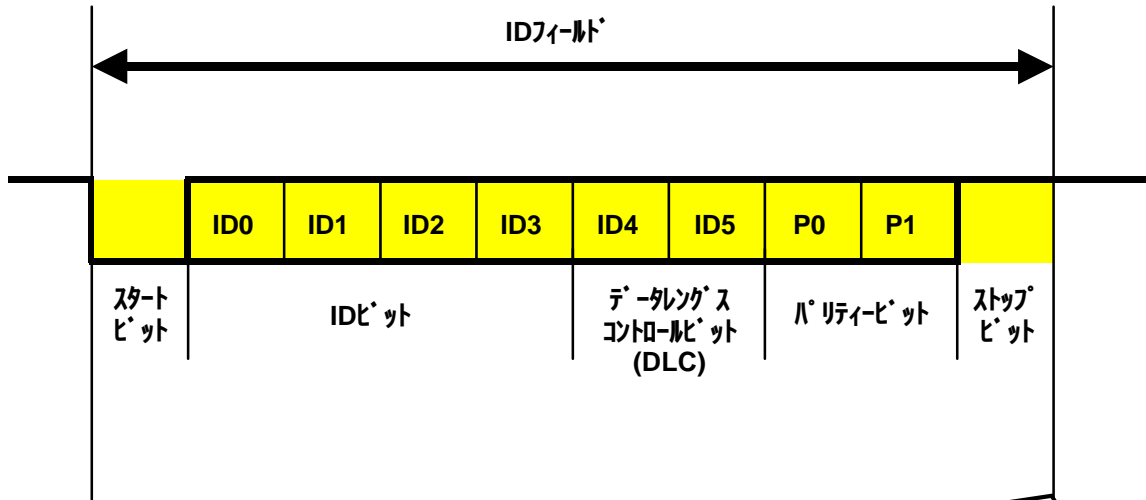 IDﾌｨｰﾙﾄﾞ
ID0 ID1 ID2 ID3 ID4 ID5 P0 P1
ｽﾀｰﾄ
ﾋﾞｯﾄ
IDﾋﾞｯﾄ
ﾃﾞｰﾀﾚﾝｸﾞｽ
ｺﾝﾄﾛｰﾙﾋﾞｯﾄ
(DLC)
ﾊﾟﾘﾃｨｰﾋﾞｯﾄ
ｽﾄｯﾌﾟ
ﾋﾞｯﾄ